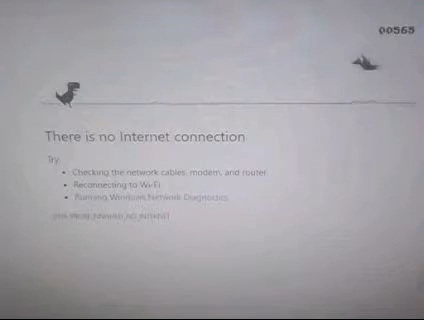 00565
There is no Internet connection
Try:
Checking the network cables, modem, and router
Reconnecting to Wi-Fi
Running Windows Network Diagnostics